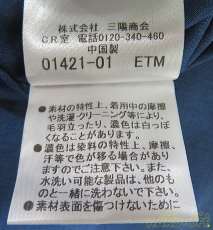 株式会社 三陽商会
CR室 電話0120-340-460
中国製
01421-01 ETM
●素材の特性上、着用中の摩擦
や洗濯クリーニング等により、
毛羽立ったり、濃色は白っぽ
くなることがあります。
●濃色は染料の特性上、摩擦、
汗等で色が移る場合があり
ますのでご注意下さい。また、
水洗い可能な製品は、他のも
のと一緒に洗わないで下さい。
●素材表面を傷つけないために